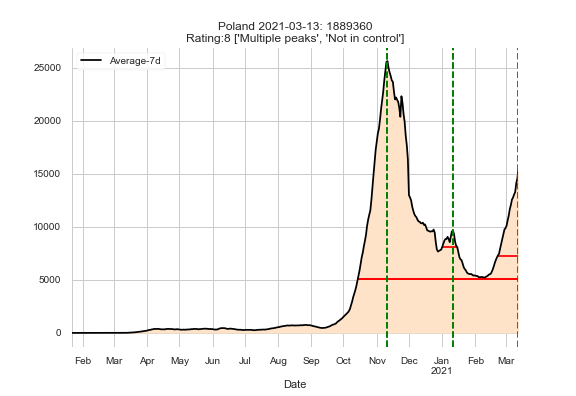 Poland 2021-03-13: 1889360
Rating:8 ['Multiple peaks', 'Not in control']
Average-7d
25000
20000
15000
10000
5000
0
Feb Mar Apr May Jun Jul Aug Sep Oct Nov Dec Jan Feb Mar
2021
Date